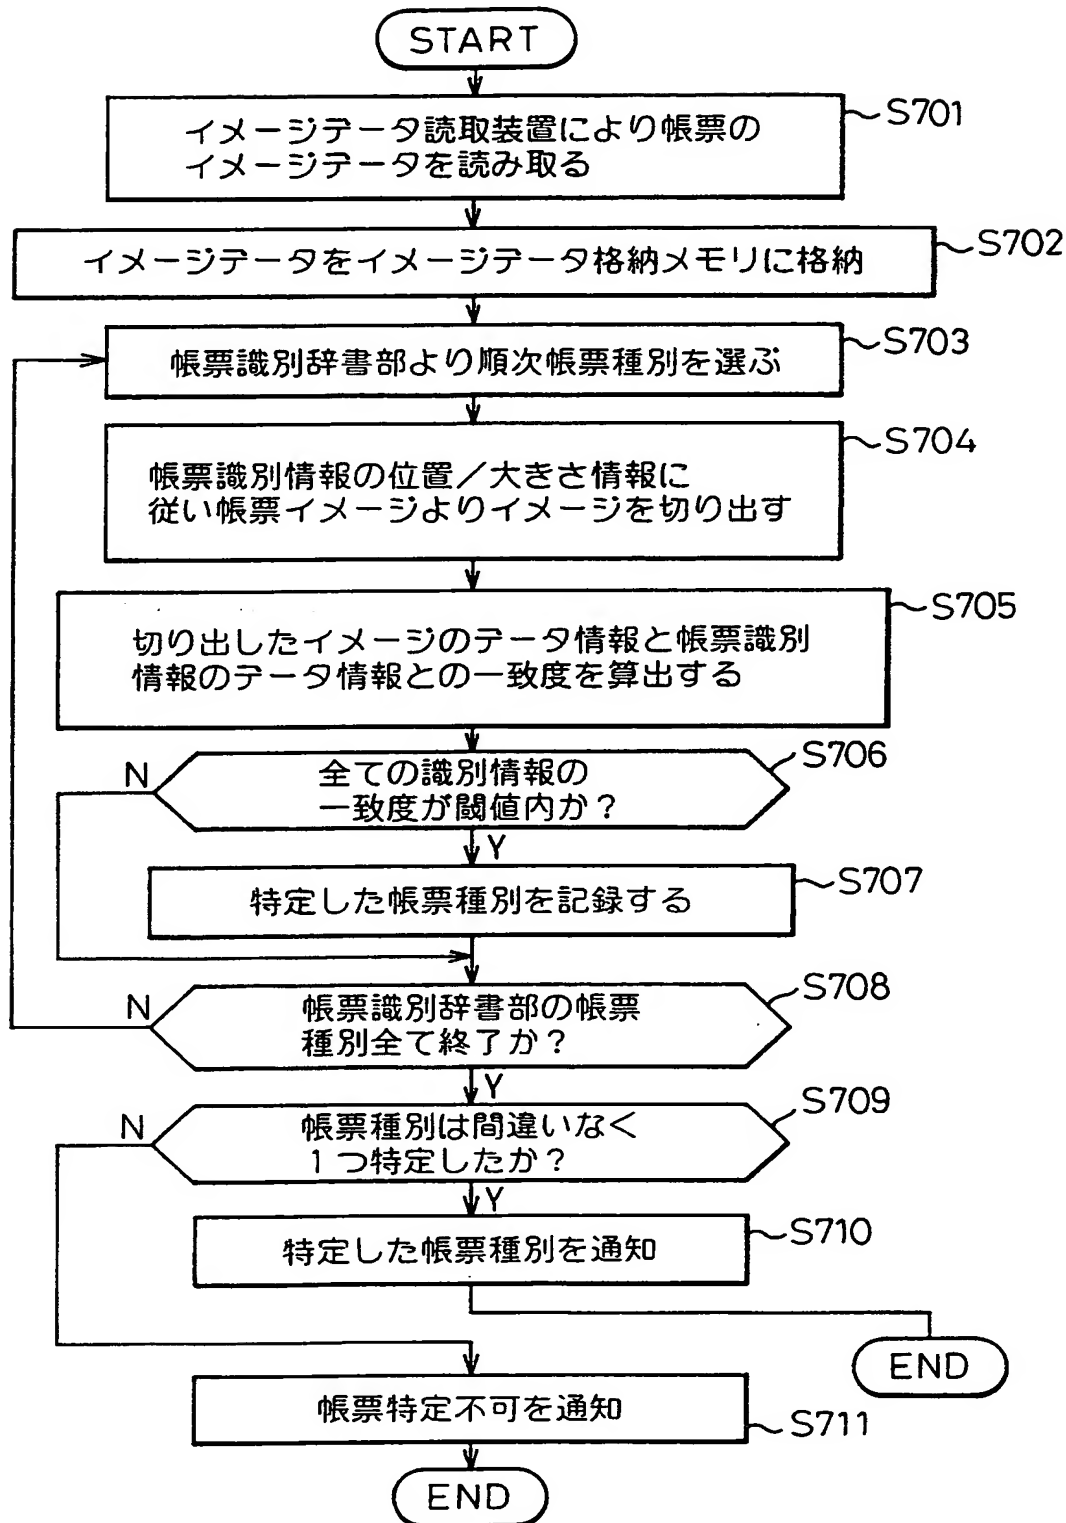 START
イメージデータ読取装置により帳票の
イメージデータを読み取る
S701
イメージデータをイメージデータ格納メモリに格納
S702
帳票識別辞書部より順次帳票種別を選ぶ
S703
帳票識別情報の位置／大きさ情報に
従い帳票イメージよりイメージを切り出す
S704
切り出したイメージのデータ情報と帳票識別
情報のデータ情報との一致度を算出する
S705
全ての識別情報の
一致度が閾値内か？
S706
N
Y
特定した帳票種別を記録する
S707
帳票識別辞書部の帳票
種別全て終了か？
S708
N
Y
帳票種別は間違いなく
1つ特定したか？
S709
N
Y
特定した帳票種別を通知
S710
END
帳票特定不可を通知
S711
END